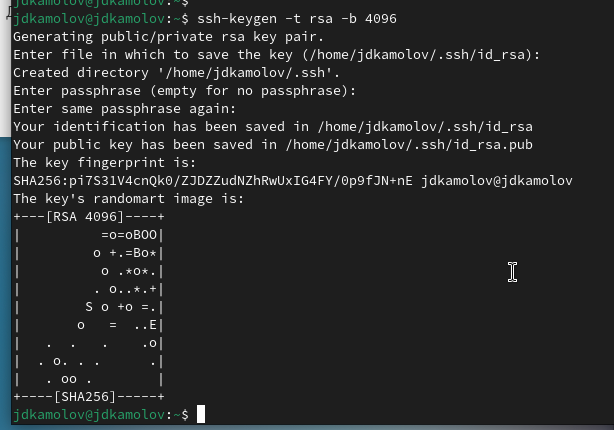 jdkamolov@jdkamolov:~$
jdkamolov@jdkamolov:~$ ssh-keygen -t rsa -b 4096
Generating public/private rsa key pair.
Enter file in which to save the key (/home/jdkamolov/.ssh/id_rsa):
Created directory '/home/jdkamolov/.ssh'.
Enter passphrase (empty for no passphrase):
Enter same passphrase again:
Your identification has been saved in /home/jdkamolov/.ssh/id_rsa
Your public key has been saved in /home/jdkamolov/.ssh/id_rsa.pub
The key fingerprint is:
SHA256:pi7S31V4cnQk0/ZJDZZudNZhRwUxIG4FY/0p9fJN+nE jdkamolov@jdkamolov
The key's randomart image is:
+---[RSA 4096]----+
|          =o=oBOO|
|         o +.=Bo*|
|          o .*o*.|
|         . o..*.+|
|        S o +o =.|
|       o   =  ..E|
|   .  .   .    .o|
|  . o. . .      .|
|   . oo .        |
+----[SHA256]-----+
jdkamolov@jdkamolov:~$